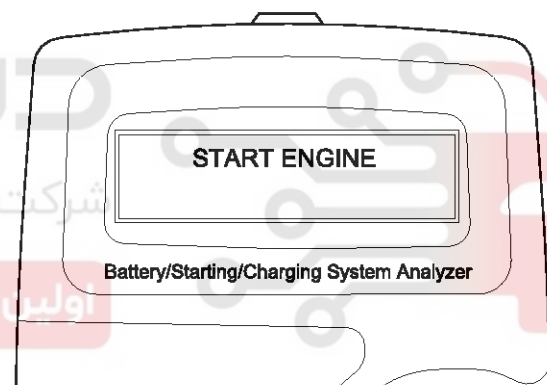 START ENGINE
شرکت
Battery/Starting/Charging System Analyzer
اولین